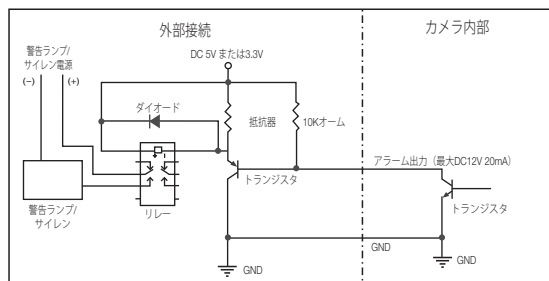 外部接続
カメラ内部
DC 5V または3.3V
警告ランプ/
サイレン電源
(−)
(+)
ダイオード
抵抗器
10Kオーム
アラーム出力（最大DC12V 20mA）
トランジスタ
トランジスタ
警告ランプ/
サイレン
リレー
GND
GND
GND